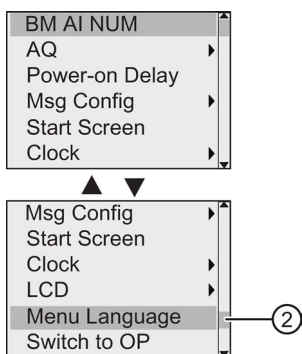 BM AI NUM
AQ
Power-on Delay
Msg Config
Start Screen
Clock
Msg Config
Start Screen
Clock
LCD
Menu Language
Switch to OP
2